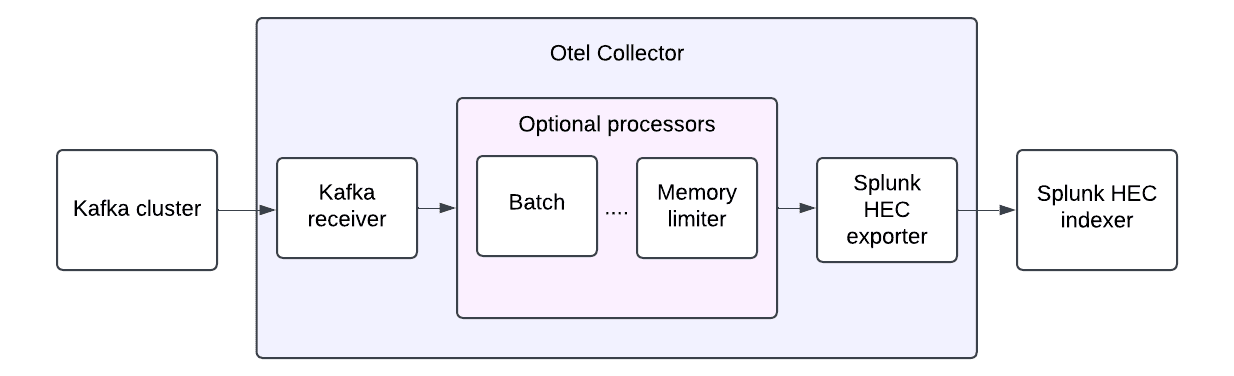 Otel Collector
Optional processors
Kafka cluster
Kafka
receiver
Batch
....
Memory
limiter
Splunk
HEC
exporter
Splunk HEC
indexer